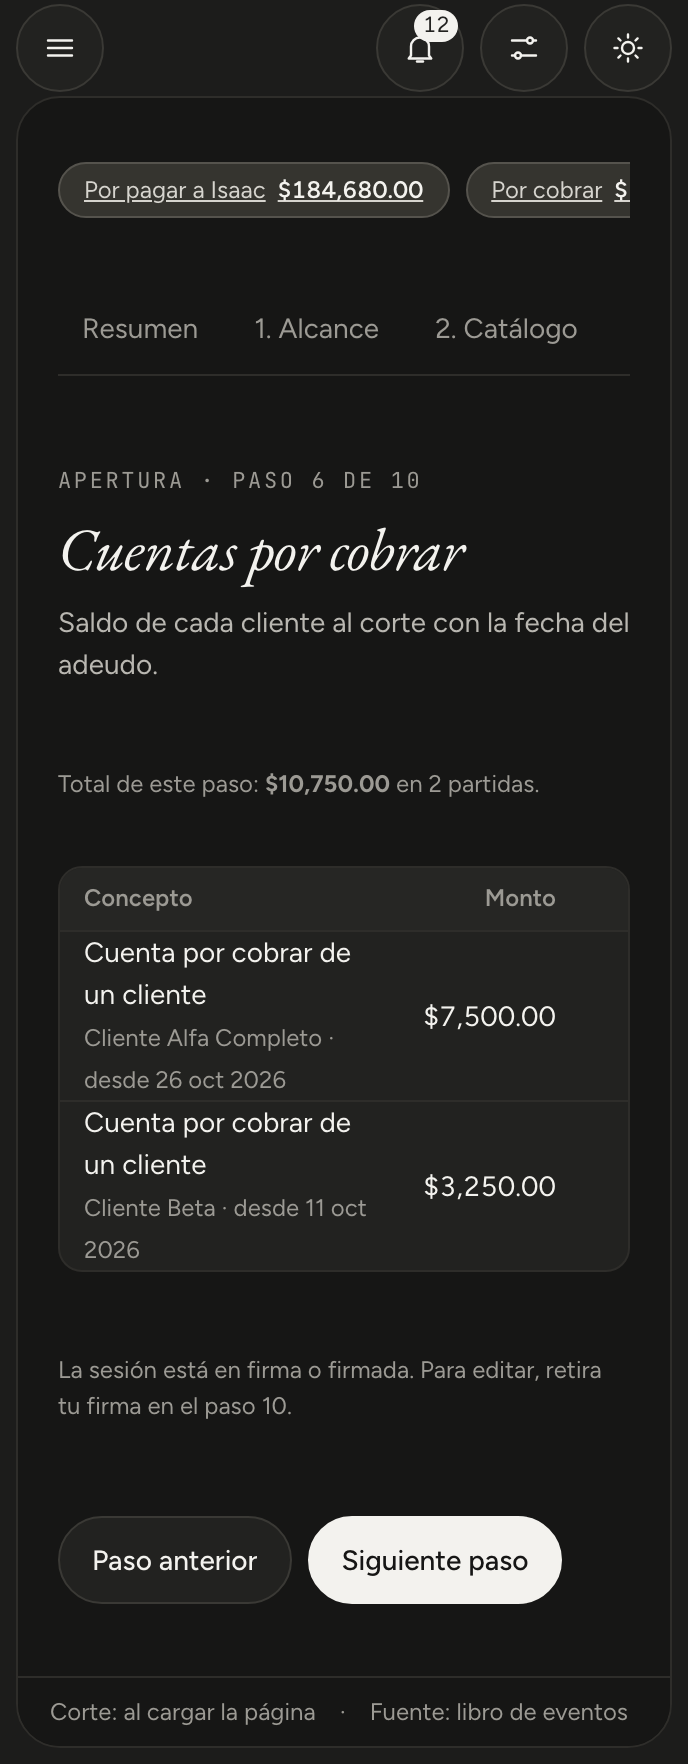 12
Por pagar a Isaac $184,680.00 Por cobrar $
Resumen 1. Alcance 2. Catálogo
APERTURA · PASO 6 DE 10
Cuentas por cobrar
Saldo de cada cliente al corte con la fecha del
adeudo.
Total de este paso: $10,750.00 en 2 partidas.
Concepto Monto
Cuenta por cobrar de
un cliente
$7,500.00
Cliente Alfa Completo ·
desde 26 oct 2026
Cuenta por cobrar de
un cliente
$3,250.00
Cliente Beta · desde 11 oct
2026
La sesión está en firma o firmada. Para editar, retira
tu firma en el paso 10.
Paso anterior Siguiente paso
Corte: al cargar la página · Fuente: libro de eventos